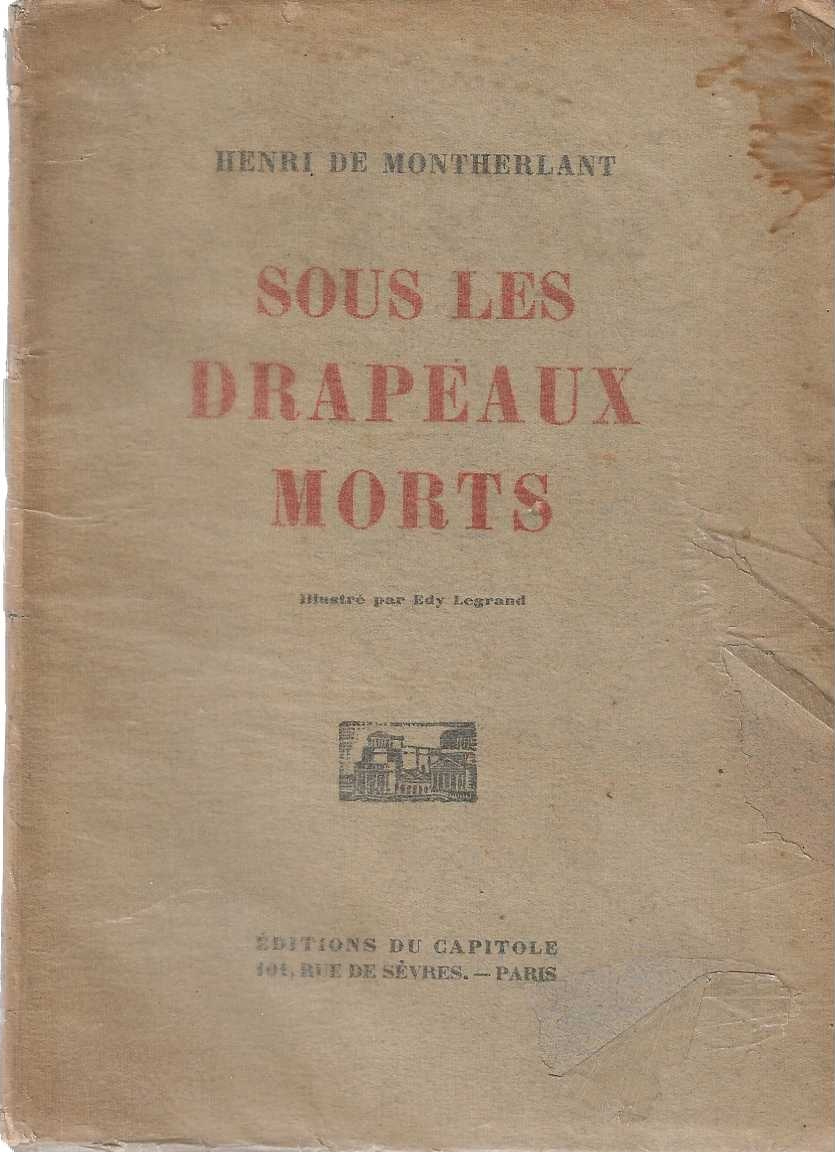 HENRI DE MONTHERLANT
SOUS LES
DRAPEAUX
MORTS
Illustré par Edy Legrand
ÉDITIONS DU CAPITOLE
101, RUE DE SÈVRES. — PARIS